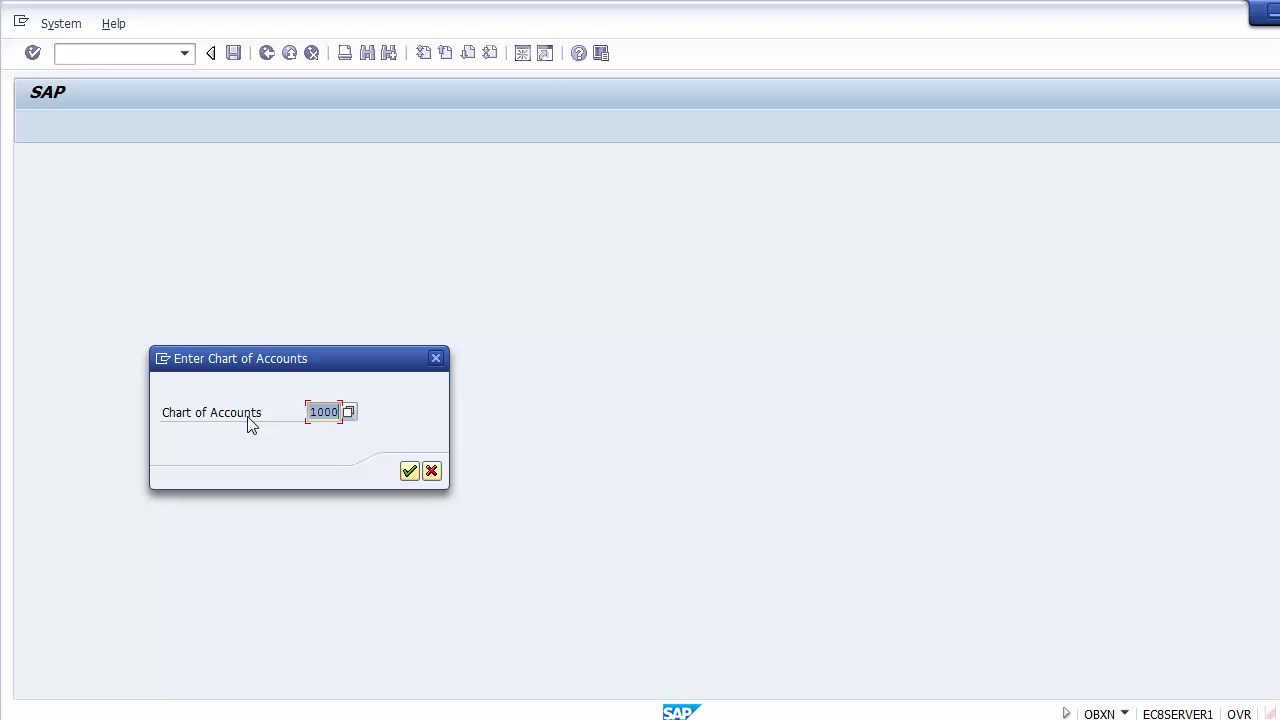 System Help
SAP
Enter Chart of Accounts
Chart of Accounts 1000
SAP OBXN EC8SERVER1 OVR